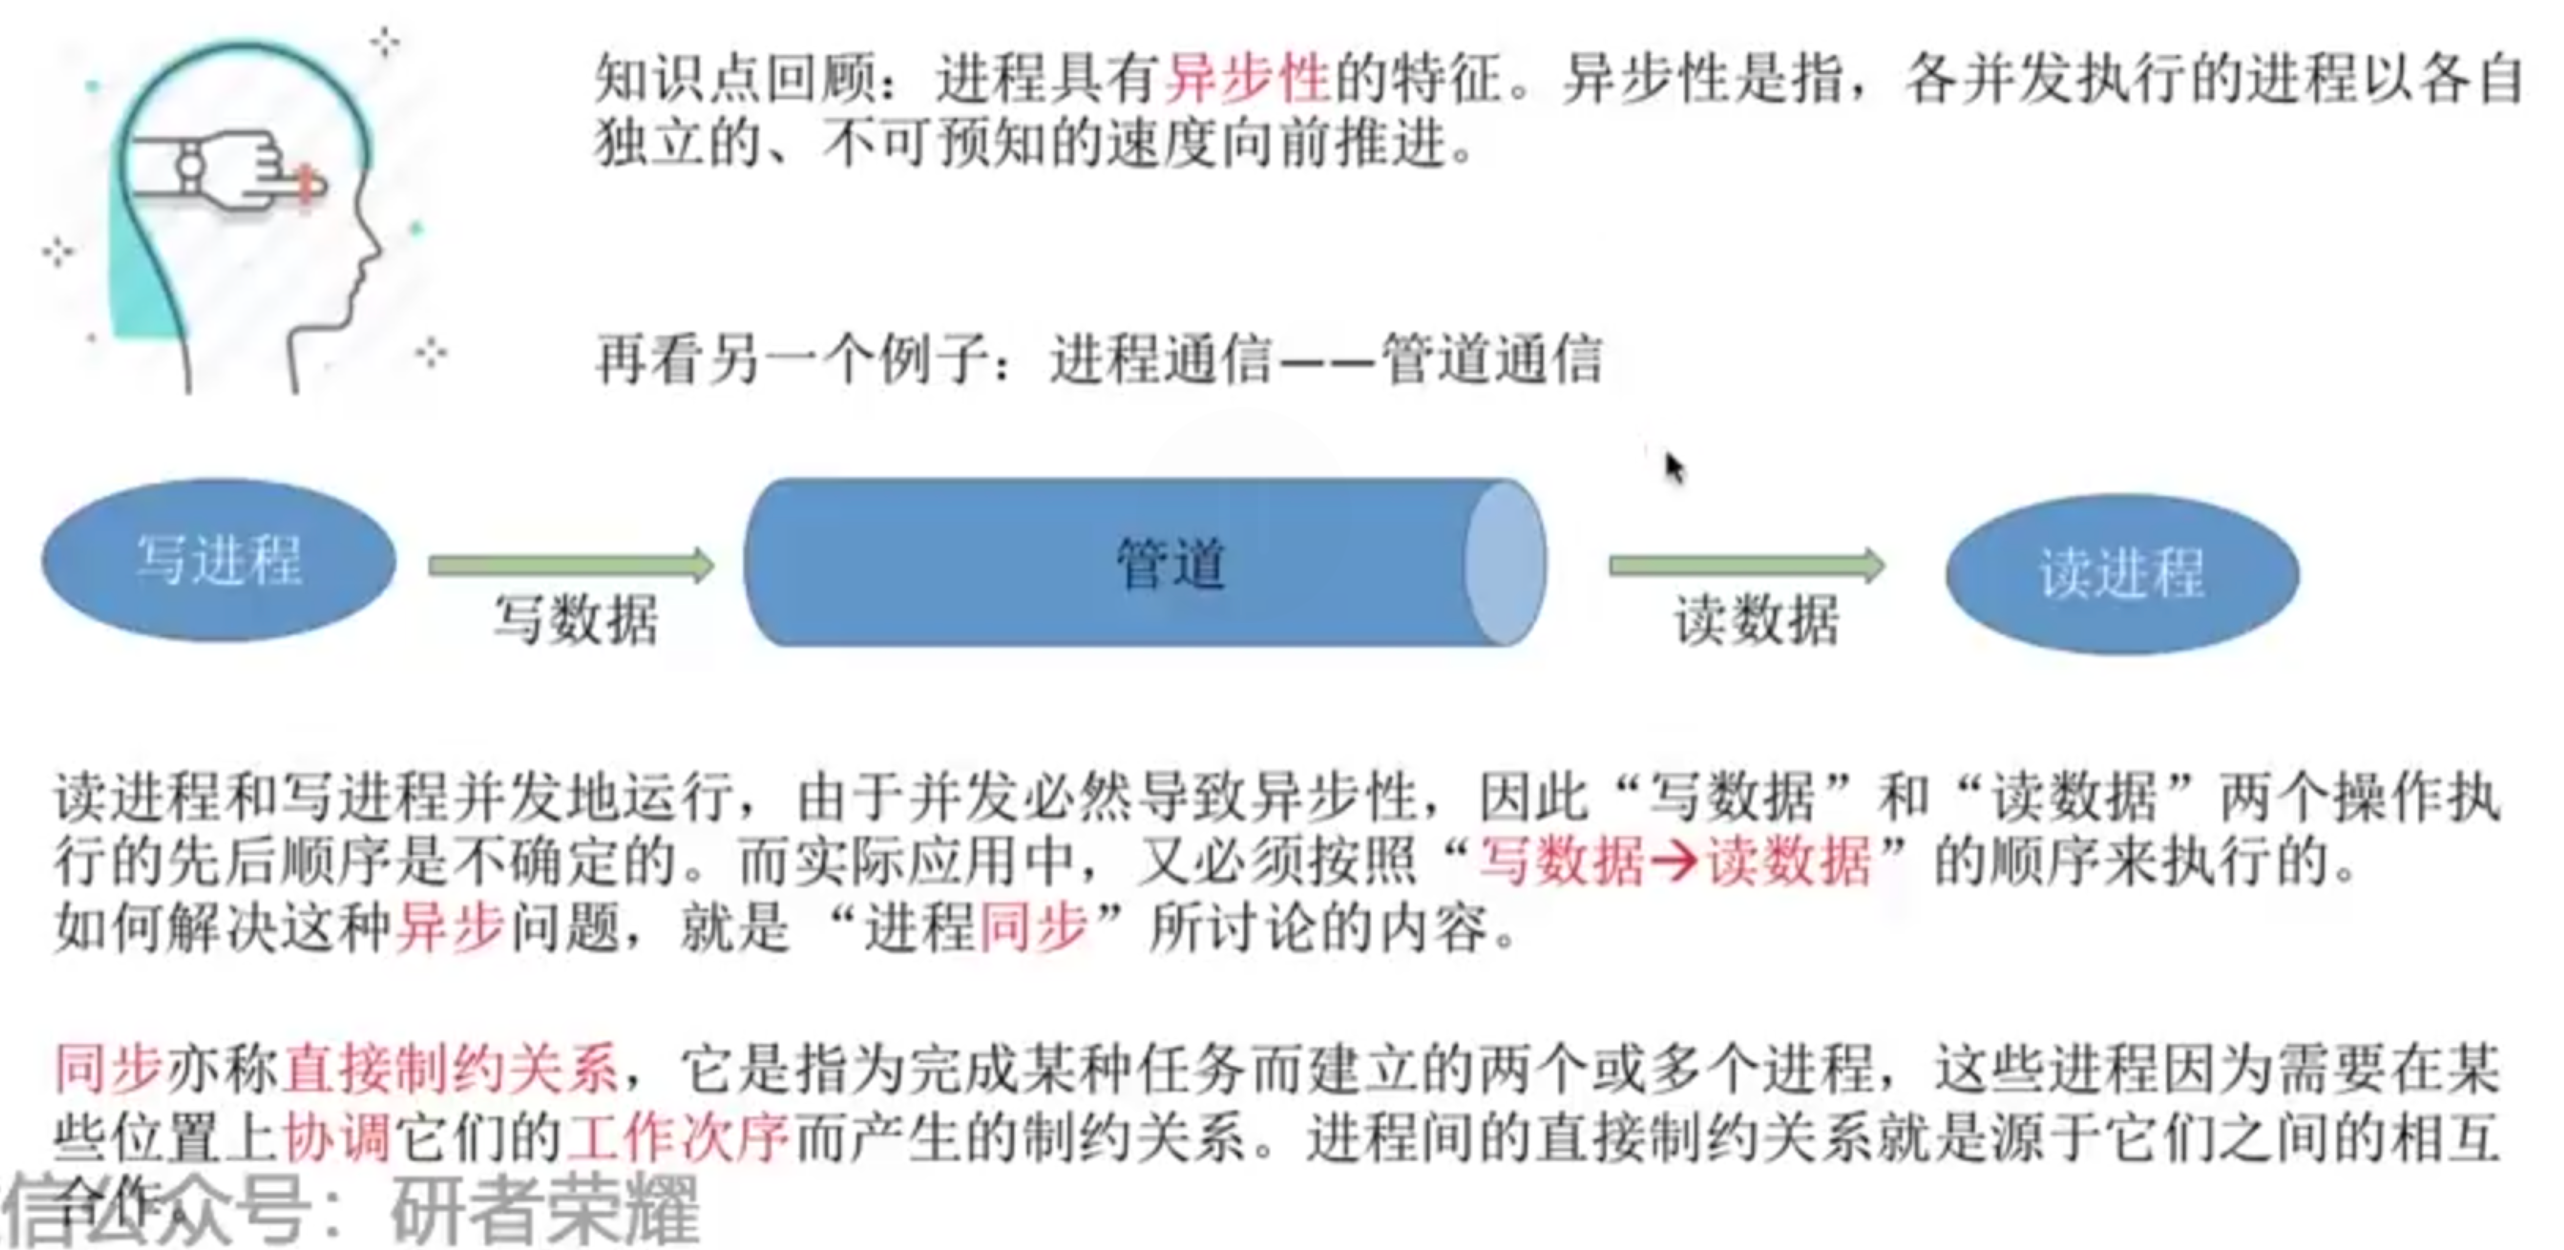 知识点回顾：进程具有异步性的特征。异步性是指，各并发执行的进程以各自
独立的、不可预知的速度向前推进。
再看另一个例子：进程通信——管道通信
写进程
写数据
管道
读数据
读进程
读进程和写进程并发地运行，由于并发必然导致异步性，因此“写数据”和“读数据”两个操作执
行的先后顺序是不确定的。而实际应用中，又必须按照“写数据→读数据”的顺序来执行的。
如何解决这种异步问题，就是“进程同步”所讨论的内容。
同步亦称直接制约关系，它是指为完成某种任务而建立的两个或多个进程，这些进程因为需要在某
些位置上协调它们的工作次序而产生的制约关系。进程间的直接制约关系就是源于它们之间的相互
合作。
信公众号：研者荣耀